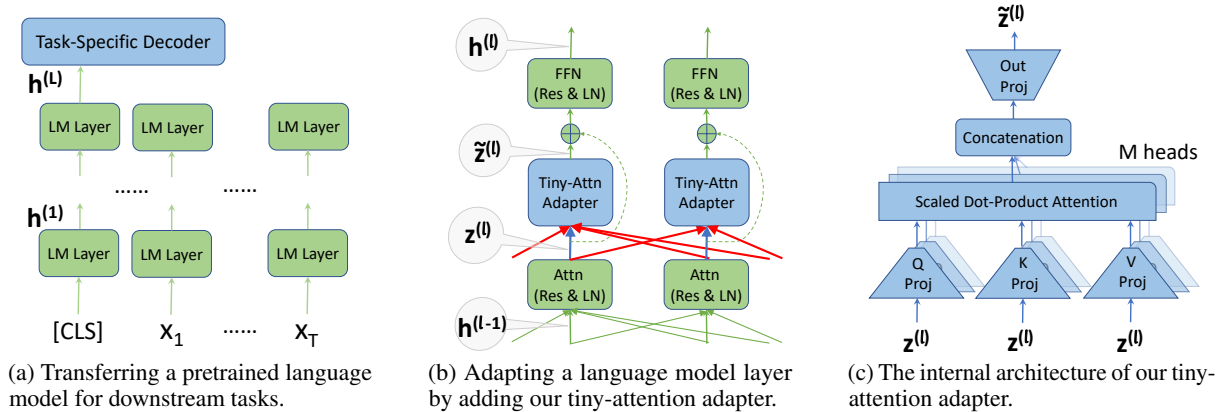 Task-Specific Decoder
h(L)
LM Layer LM Layer LM Layer
...... ......
h(1)
LM Layer LM Layer LM Layer
[CLS] X1 ...... XT
(a) Transferring a pretrained language
model for downstream tasks.
h(l)
FFN
(Res & LN)
FFN
(Res & LN)
z̃(l)
Tiny-Attn
Adapter
Tiny-Attn
Adapter
z(l)
Attn
(Res & LN)
Attn
(Res & LN)
h(l-1)
(b) Adapting a language model layer
by adding our tiny-attention adapter.
z̃(l)
Out
Proj
Concatenation
M heads
Scaled Dot-Product Attention
Q
Proj
K
Proj
V
Proj
z(l) z(l) z(l)
(c) The internal architecture of our tiny-
attention adapter.